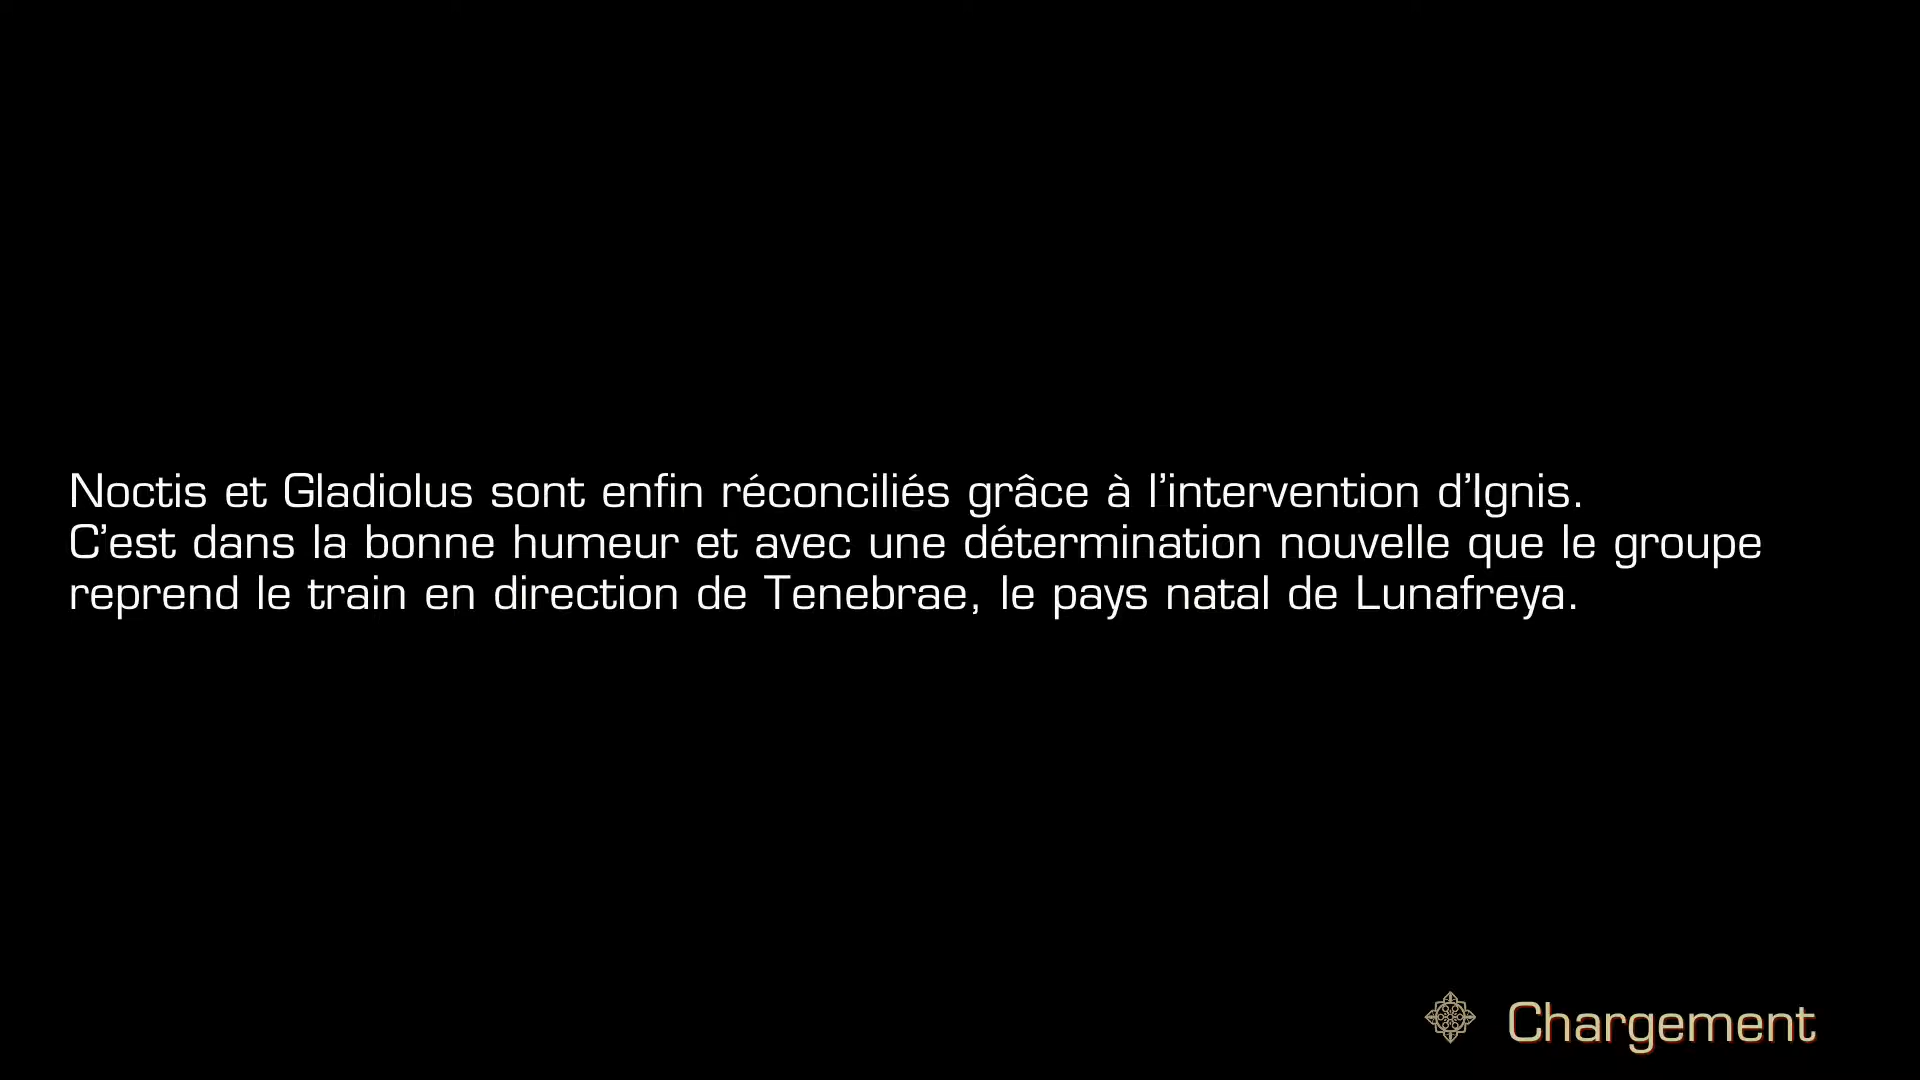 Noctis et Gladiolus sont enfin réconciliés grâce à l’intervention d’Ignis.
C’est dans la bonne humeur et avec une détermination nouvelle que le groupe
reprend le train en direction de Tenebrae, le pays natal de Lunafreya.
Chargement